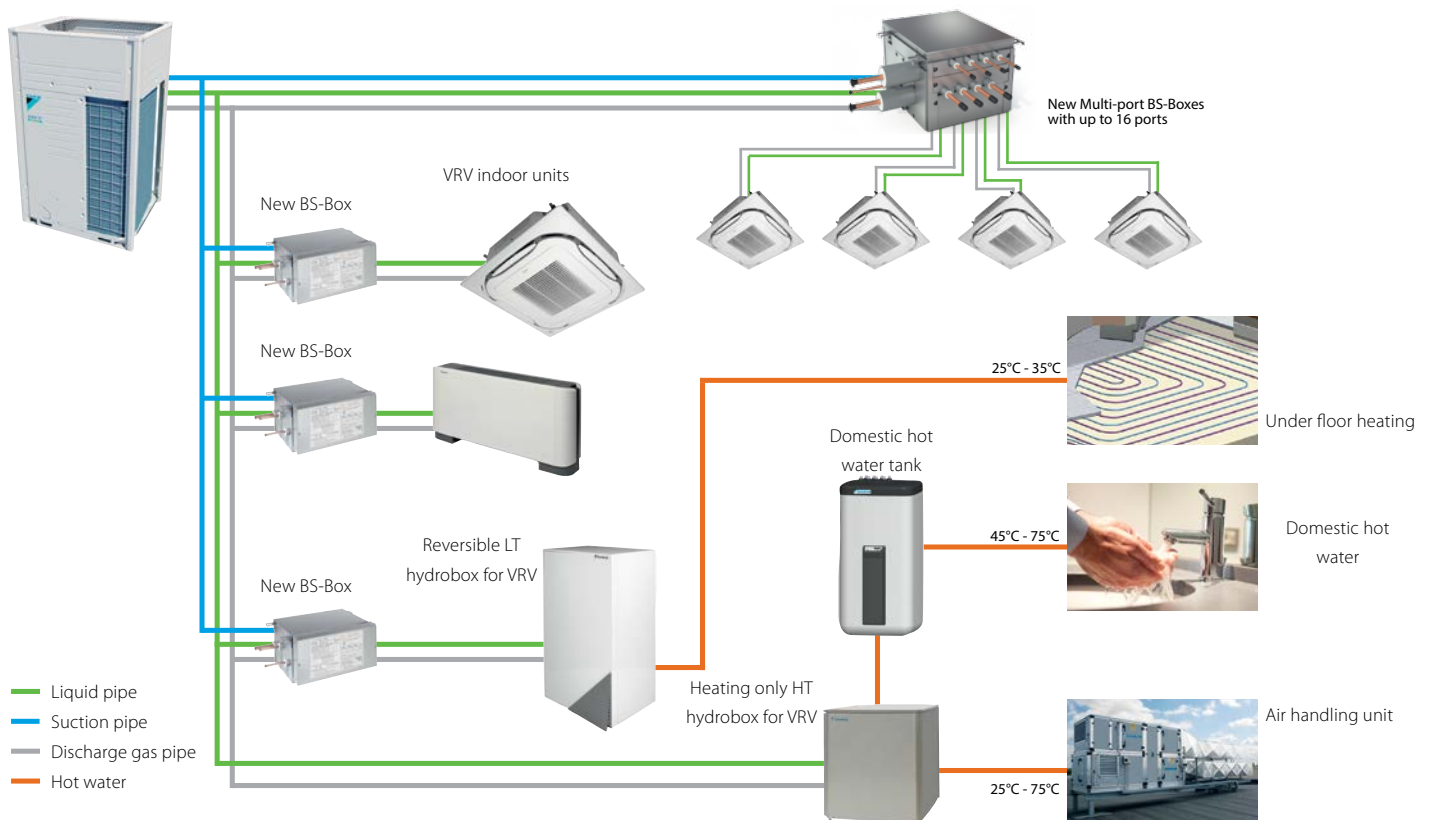 New Multi-port BS-Boxes
with up to 16 ports
VRV indoor units
New BS-Box
New BS-Box
25°C - 35°C
Under floor heating
Domestic hot
water tank
45°C - 75°C
Domestic hot
water
Reversible LT
hydrobox for VRV
New BS-Box
Heating only HT
hydrobox for VRV
Air handling unit
25°C - 75°C
Liquid pipe
Suction pipe
Discharge gas pipe
Hot water